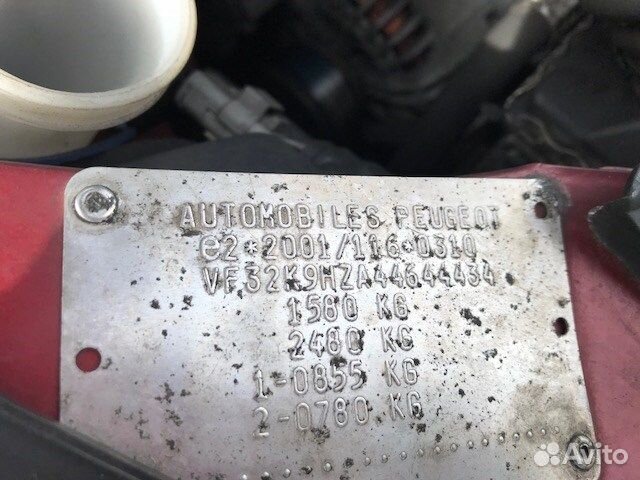 AUTOMOBILES PEUGEOT
e2*2001/116*0310
VF32K9HZA44644434
1580 KG
2480 KG
1-0855 KG
2-0780 KG
Avito